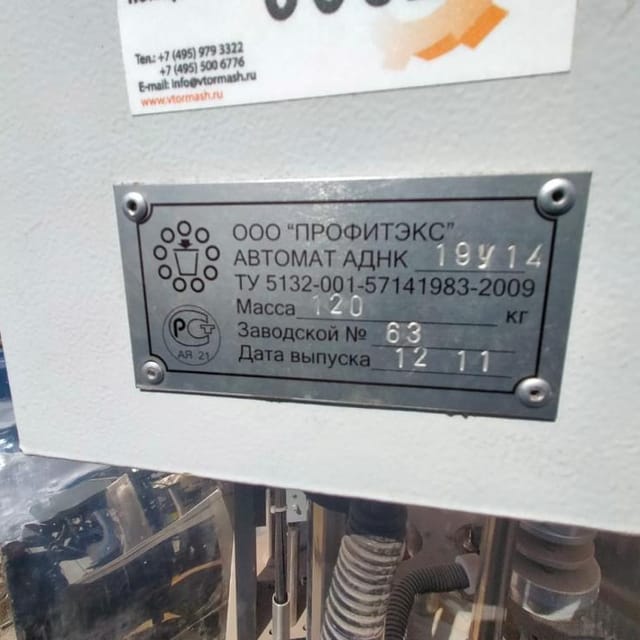 Тел.: +7 (495) 979 3322
+7 (495) 500 6776
E-mail: info@vtormash.ru
www.vtormash.ru
ООО "ПРОФИТЭКС"
АВТОМАТ АДНК 19У14
ТУ 5132-001-57141983-2009
Масса 120 кг
Заводской № 63
Дата выпуска 12 11
РСТ
АЯ 21